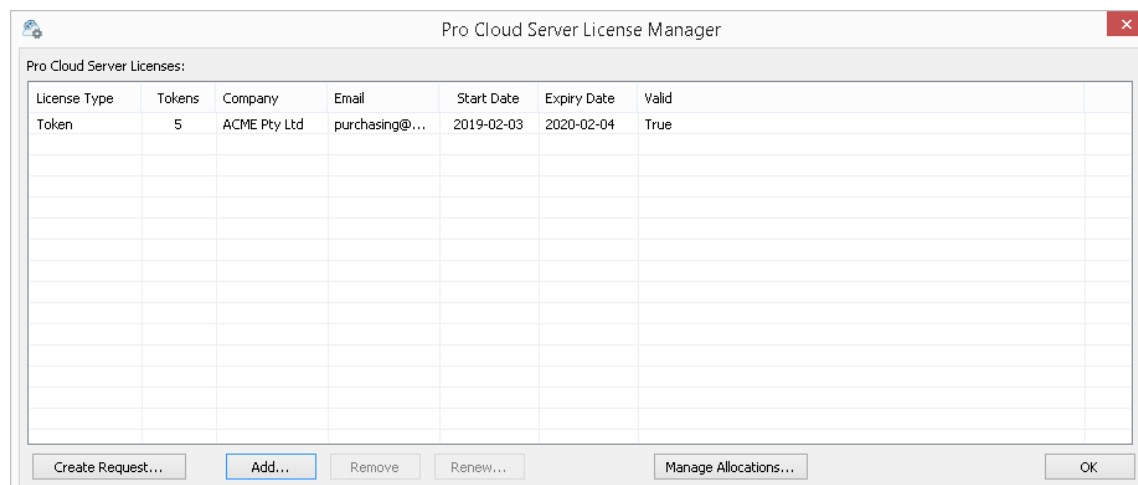 Pro Cloud Server License Manager
Pro Cloud Server Licenses:
License Type Tokens Company Email Start Date Expiry Date Valid
Token 5 ACME Pty Ltd purchasing@... 2019-02-03 2020-02-04 True
Create Request... Add... Remove Renew... Manage Allocations... OK